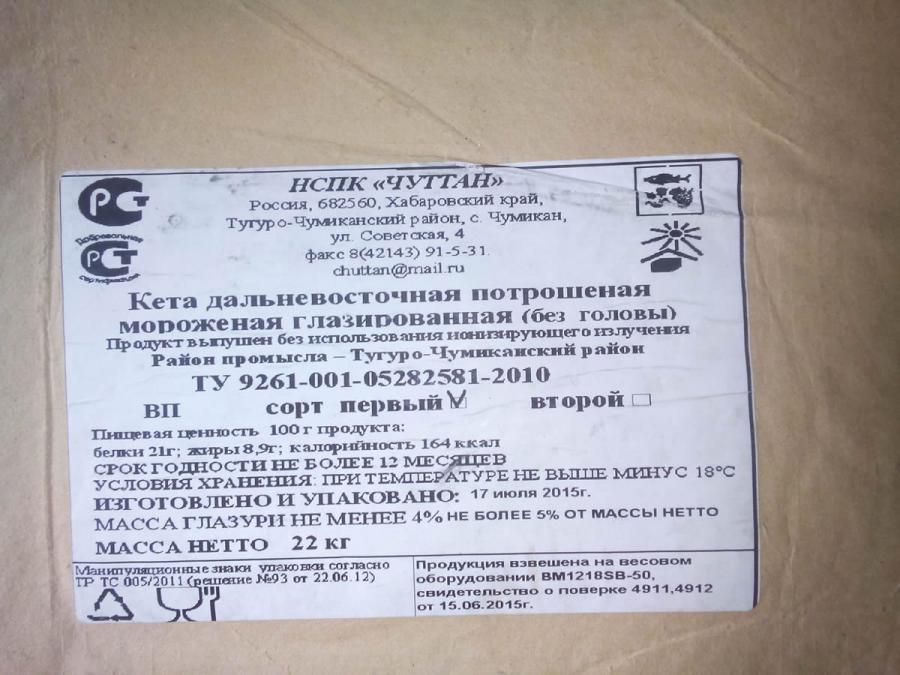 РСТ
Добровольная
РСТ
сертификация
НСПК «ЧУТТАН»
Россия, 682560, Хабаровский край,
Тугуро-Чумиканский район, с. Чумикан,
ул. Советская, 4
факс 8(42143) 91-5-31.
chuttan@mail.ru
Кета дальневосточная потрошеная
мороженая глазированная (без головы)
Продукт выпущен без использования ионизирующего излучения
Район промысла – Тугуро-Чумиканский район
ТУ 9261-001-05282581-2010
ВП сорт первый V второй
Пищевая ценность 100 г продукта:
белки 21г; жиры 8,9г; калорийность 164 ккал
СРОК ГОДНОСТИ НЕ БОЛЕЕ 12 МЕСЯЦЕВ
УСЛОВИЯ ХРАНЕНИЯ: ПРИ ТЕМПЕРАТУРЕ НЕ ВЫШЕ МИНУС 18°С
ИЗГОТОВЛЕНО И УПАКОВАНО: 17 июля 2015г.
МАССА ГЛАЗУРИ НЕ МЕНЕЕ 4% НЕ БОЛЕЕ 5% ОТ МАССЫ НЕТТО
МАССА НЕТТО 22 кг
Манипуляционные знаки упаковки согласно
ТР ТС 005/2011 (решение №93 от 22.06.12)
Продукция взвешена на весовом
оборудовании ВМ1218SB-50,
свидетельство о поверке 4911,4912
от 15.06.2015г.